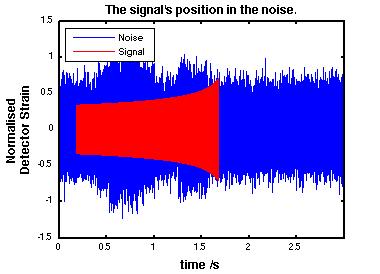 The signal's position in the noise.
1.5
Noise
Signal
1
0.5
0
-0.5
-1
-1.5
Normalised
Detector Strain
0 0.5 1 1.5 2 2.5
time /s